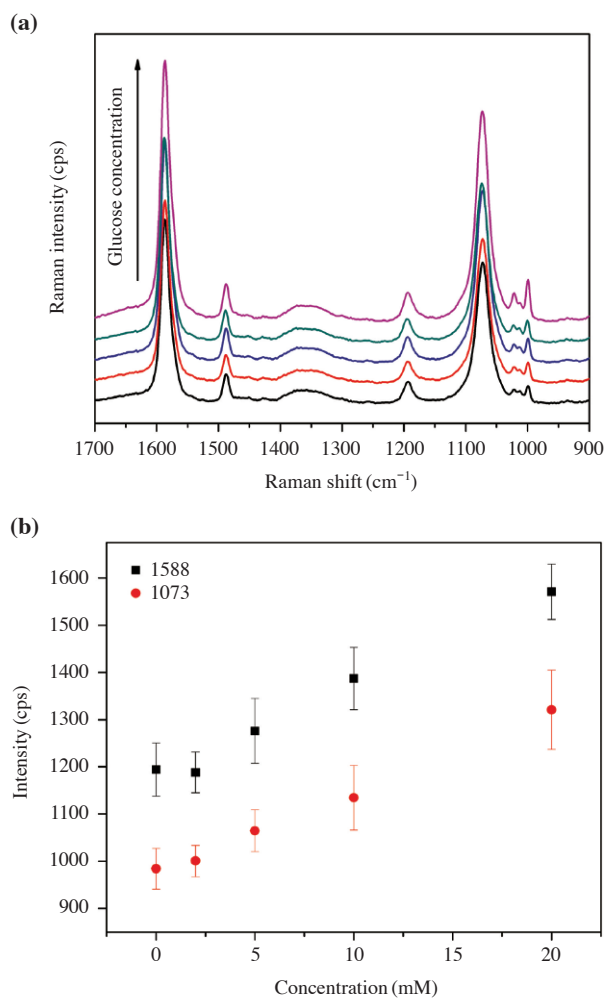 (a)
Glucose concentration
Raman intensity (cps)
1700 1600 1500 1400 1300 1200 1100 1000 900
Raman shift (cm⁻¹)
(b)
1588
1073
1600
1500
1400
1300
1200
1100
1000
900
Intensity (cps)
0 5 10 15 20
Concentration (mM)